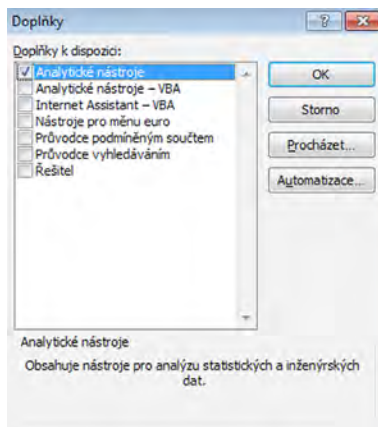 Doplňky
Doplňky k dispozici:
Analytické nástroje
Analytické nástroje – VBA
Internet Assistant – VBA
Nástroje pro měnu euro
Průvodce podmíněným součtem
Průvodce vyhledáváním
Řešitel
OK
Storno
Procházet...
Automatizace...
Analytické nástroje
Obsahuje nástroje pro analýzu statistických a inženýrských
dat.